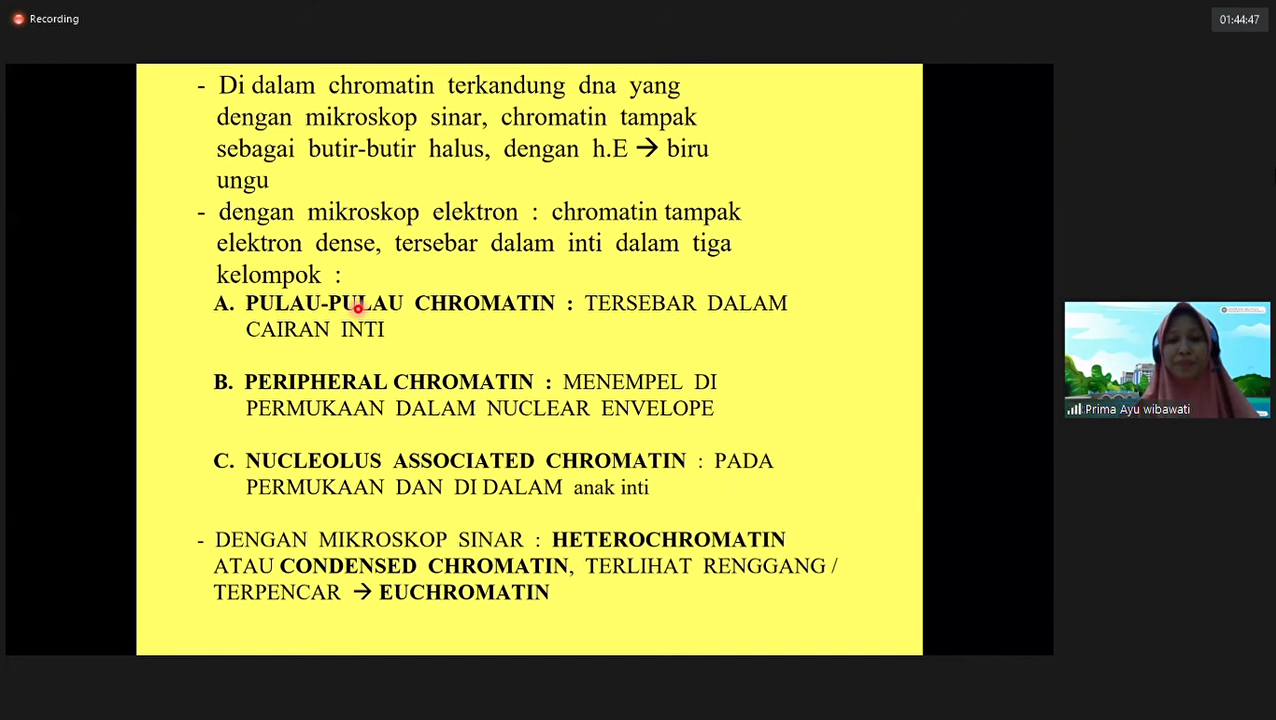 Recording
01:44:47
- Di dalam chromatin terkandung dna yang
dengan mikroskop sinar, chromatin tampak
sebagai butir-butir halus, dengan h.E → biru
ungu
- dengan mikroskop elektron : chromatin tampak
elektron dense, tersebar dalam inti dalam tiga
kelompok :
A. PULAU-PULAU CHROMATIN : TERSEBAR DALAM
CAIRAN INTI
B. PERIPHERAL CHROMATIN : MENEMPEL DI
PERMUKAAN DALAM NUCLEAR ENVELOPE
C. NUCLEOLUS ASSOCIATED CHROMATIN : PADA
PERMUKAAN DAN DI DALAM anak inti
- DENGAN MIKROSKOP SINAR : HETEROCHROMATIN
ATAU CONDENSED CHROMATIN, TERLIHAT RENGGANG /
TERPENCAR → EUCHROMATIN
Prima Ayu wibawati